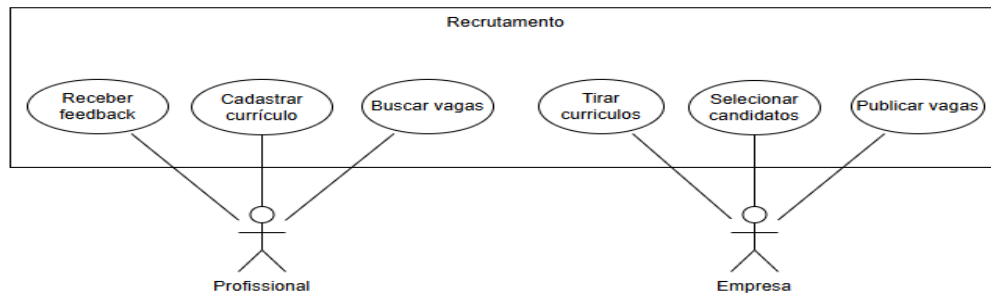 Recrutamento
Receber
feedback
Cadastrar
currículo
Buscar vagas
Tirar
curriculos
Selecionar
candidatos
Publicar vagas
Profissional
Empresa